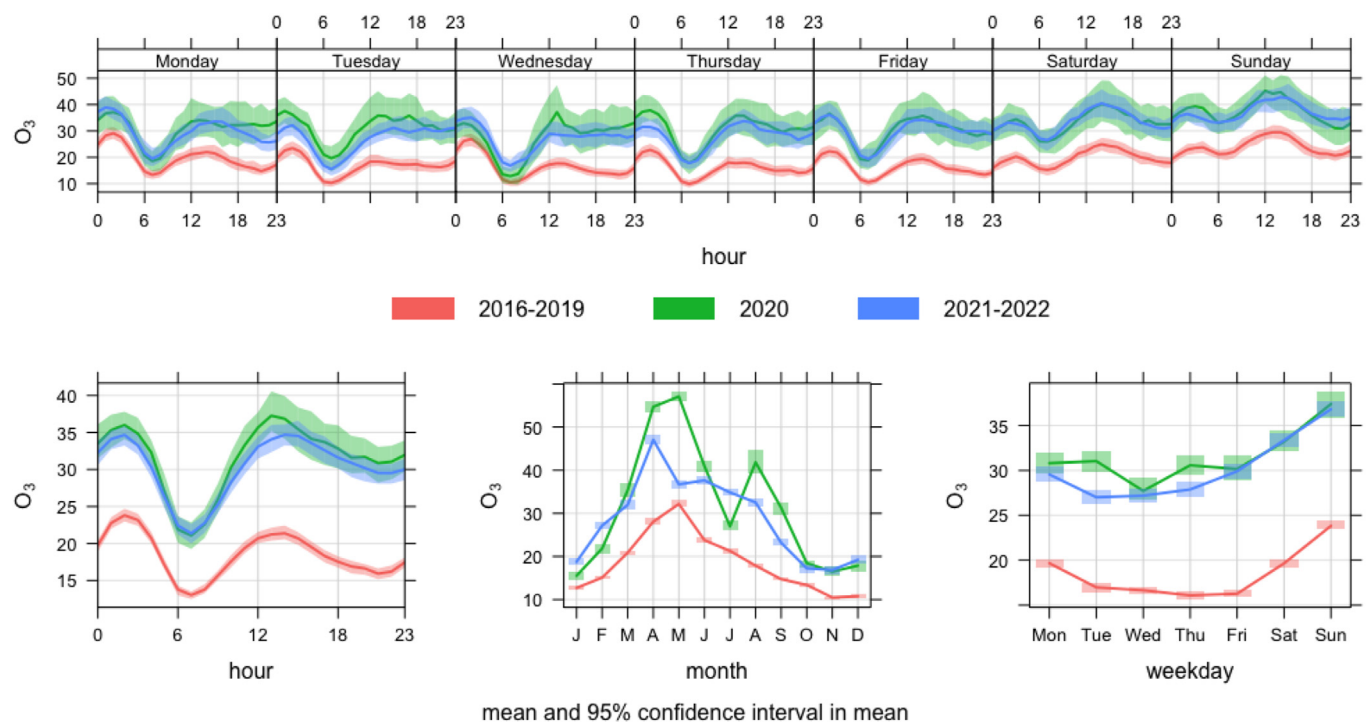 0 6 12 18 23 0 6 12 18 23 0 6 12 18 23
Monday Tuesday Wednesday Thursday Friday Saturday Sunday
50
40
30
20
10
O3
0 6 12 18 23 0 6 12 18 23 0 6 12 18 23 0 6 12 18 23
hour
2016-2019 2020 2021-2022
40
35
30
25
20
15
O3
0 6 12 18 23
hour
50
40
30
20
10
O3
J F M A M J J A S O N D
month
35
30
25
20
O3
Mon Tue Wed Thu Fri Sat Sun
weekday
mean and 95% confidence interval in mean